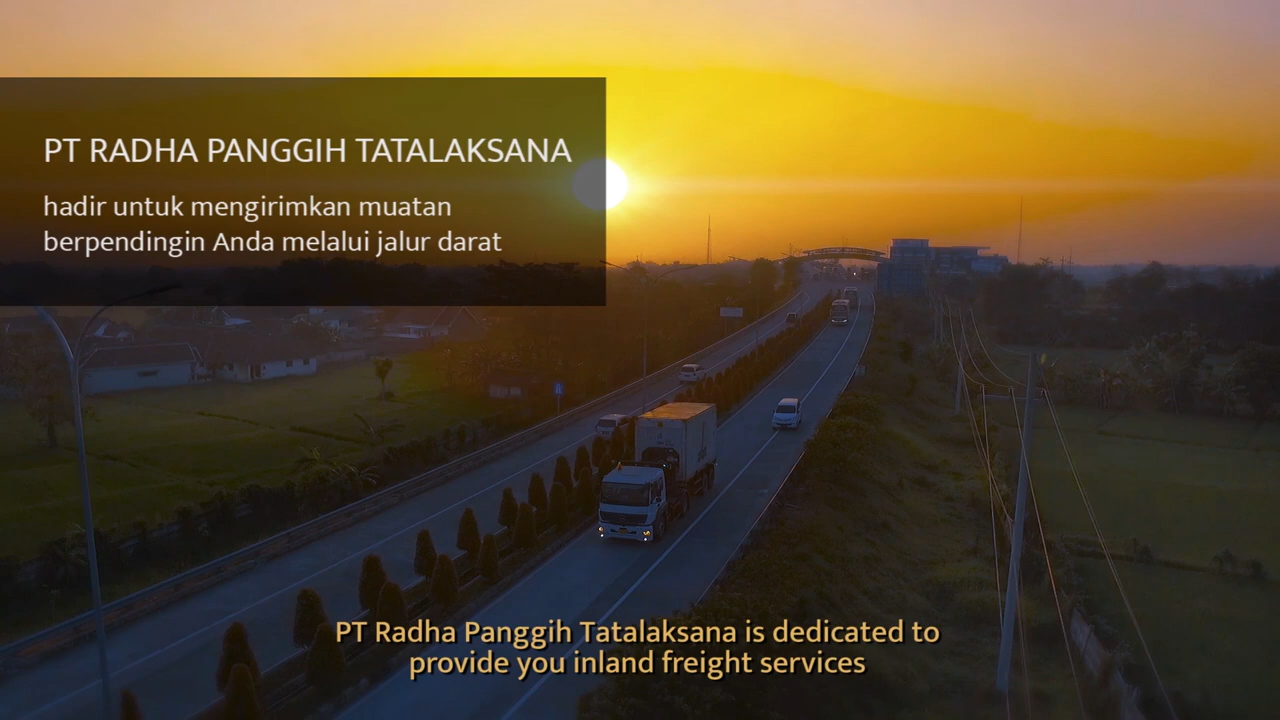 PT RADHA PANGGIH TATALAKSANA
hadir untuk mengirimkan muatan
berpendingin Anda melalui jalur darat
PT Radha Panggih Tatalaksana is dedicated to
provide you inland freight services